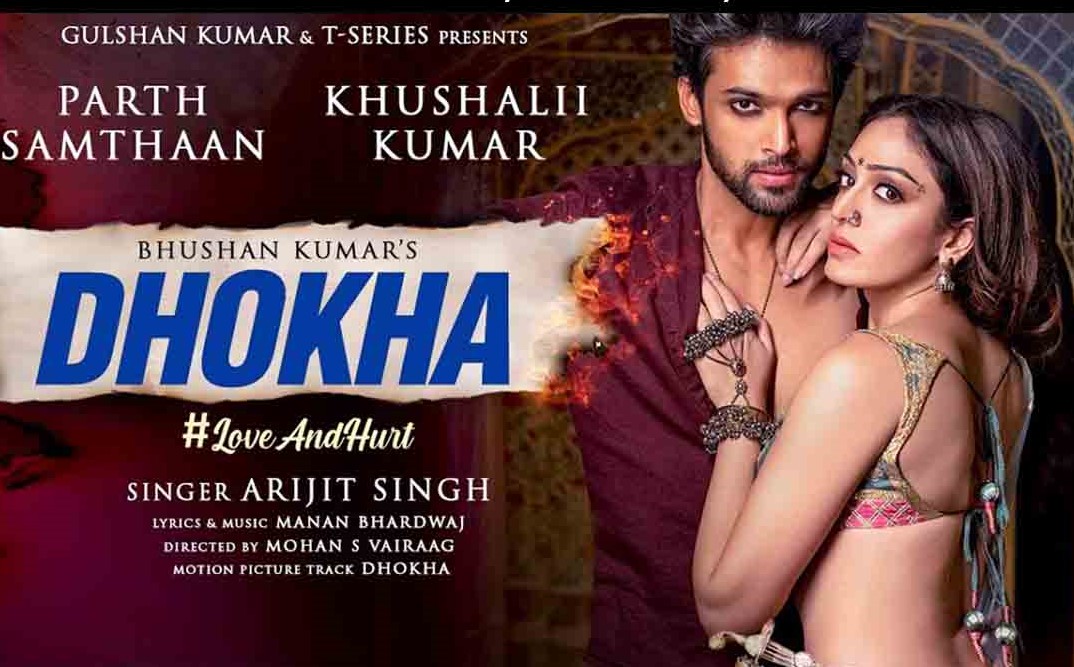 GULSHAN KUMAR & T-SERIES PRESENTS
PARTH
SAMTHAAN
KHUSHALII
KUMAR
BHUSHAN KUMAR'S
DHOKHA
#LoveAndHurt
SINGER ARIJIT SINGH
LYRICS & MUSIC MANAN BHARDWAJ
DIRECTED BY MOHAN S VAIRAAG
MOTION PICTURE TRACK DHOKHA